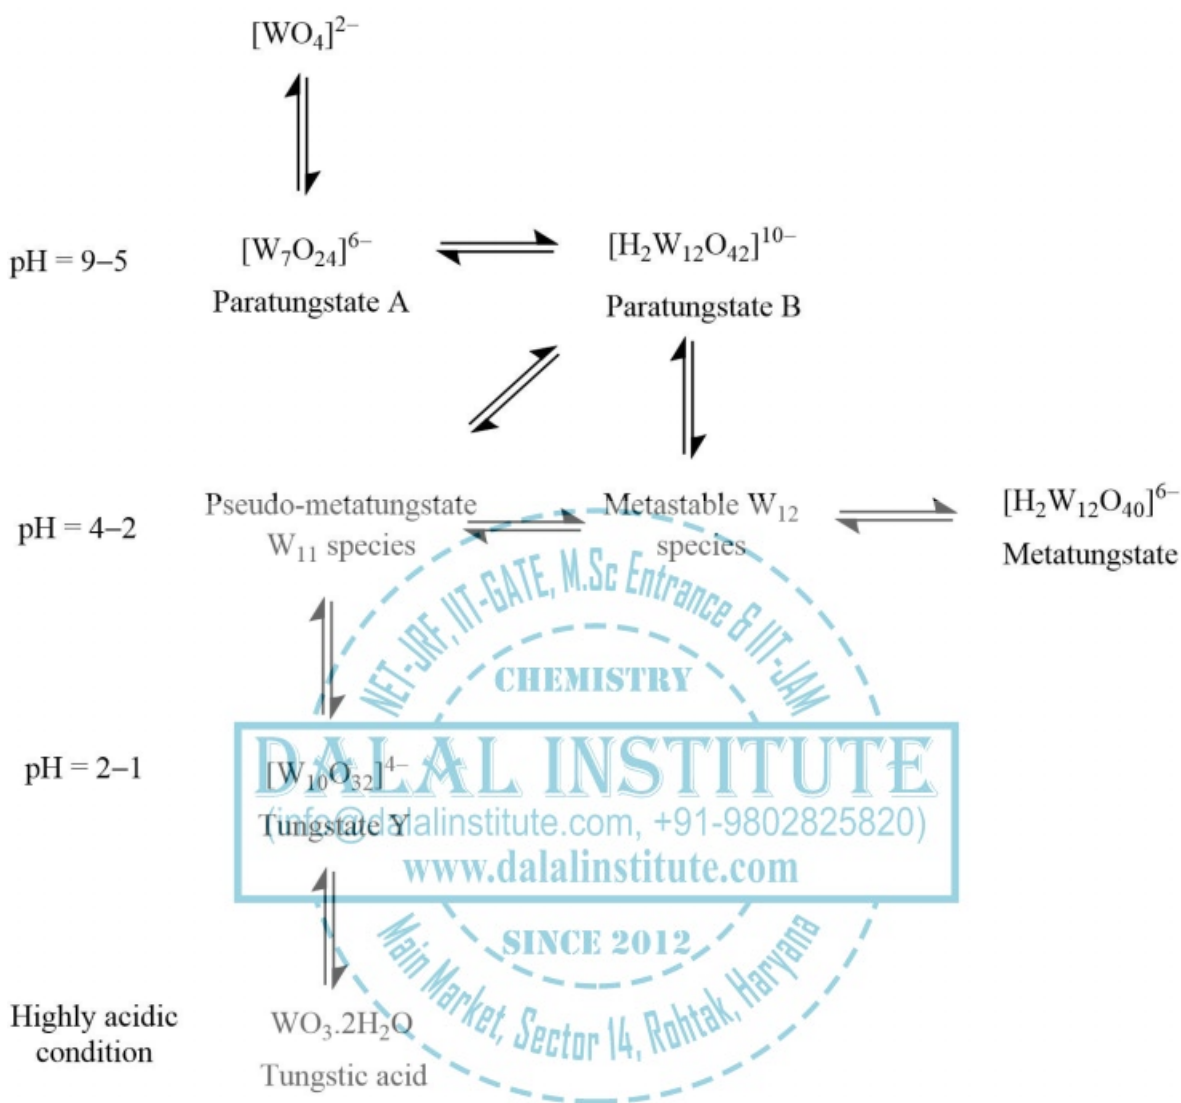 [WO₄]²⁻
pH = 9–5
[W₇O₂₄]⁶⁻
[H₂W₁₂O₄₂]¹⁰⁻
Paratungstate A
Paratungstate B
pH = 4–2
Pseudo-metatungstate
W₁₁ species
Metastable W₁₂
species
[H₂W₁₂O₄₀]⁶⁻
Metatungstate
NET-JRF, IIT-GATE, M.Sc Entrance & IIT-JAM
CHEMISTRY
DALAL INSTITUTE
pH = 2–1
[W₁₀O₃₂]⁴⁻
(info@dalalinstitute.com, +91-9802825820)
Tungstate Y
www.dalalinstitute.com
SINCE 2012
Main Market, Sector 14, Rohtak, Haryana
Highly acidic
condition
WO₃.2H₂O
Tungstic acid